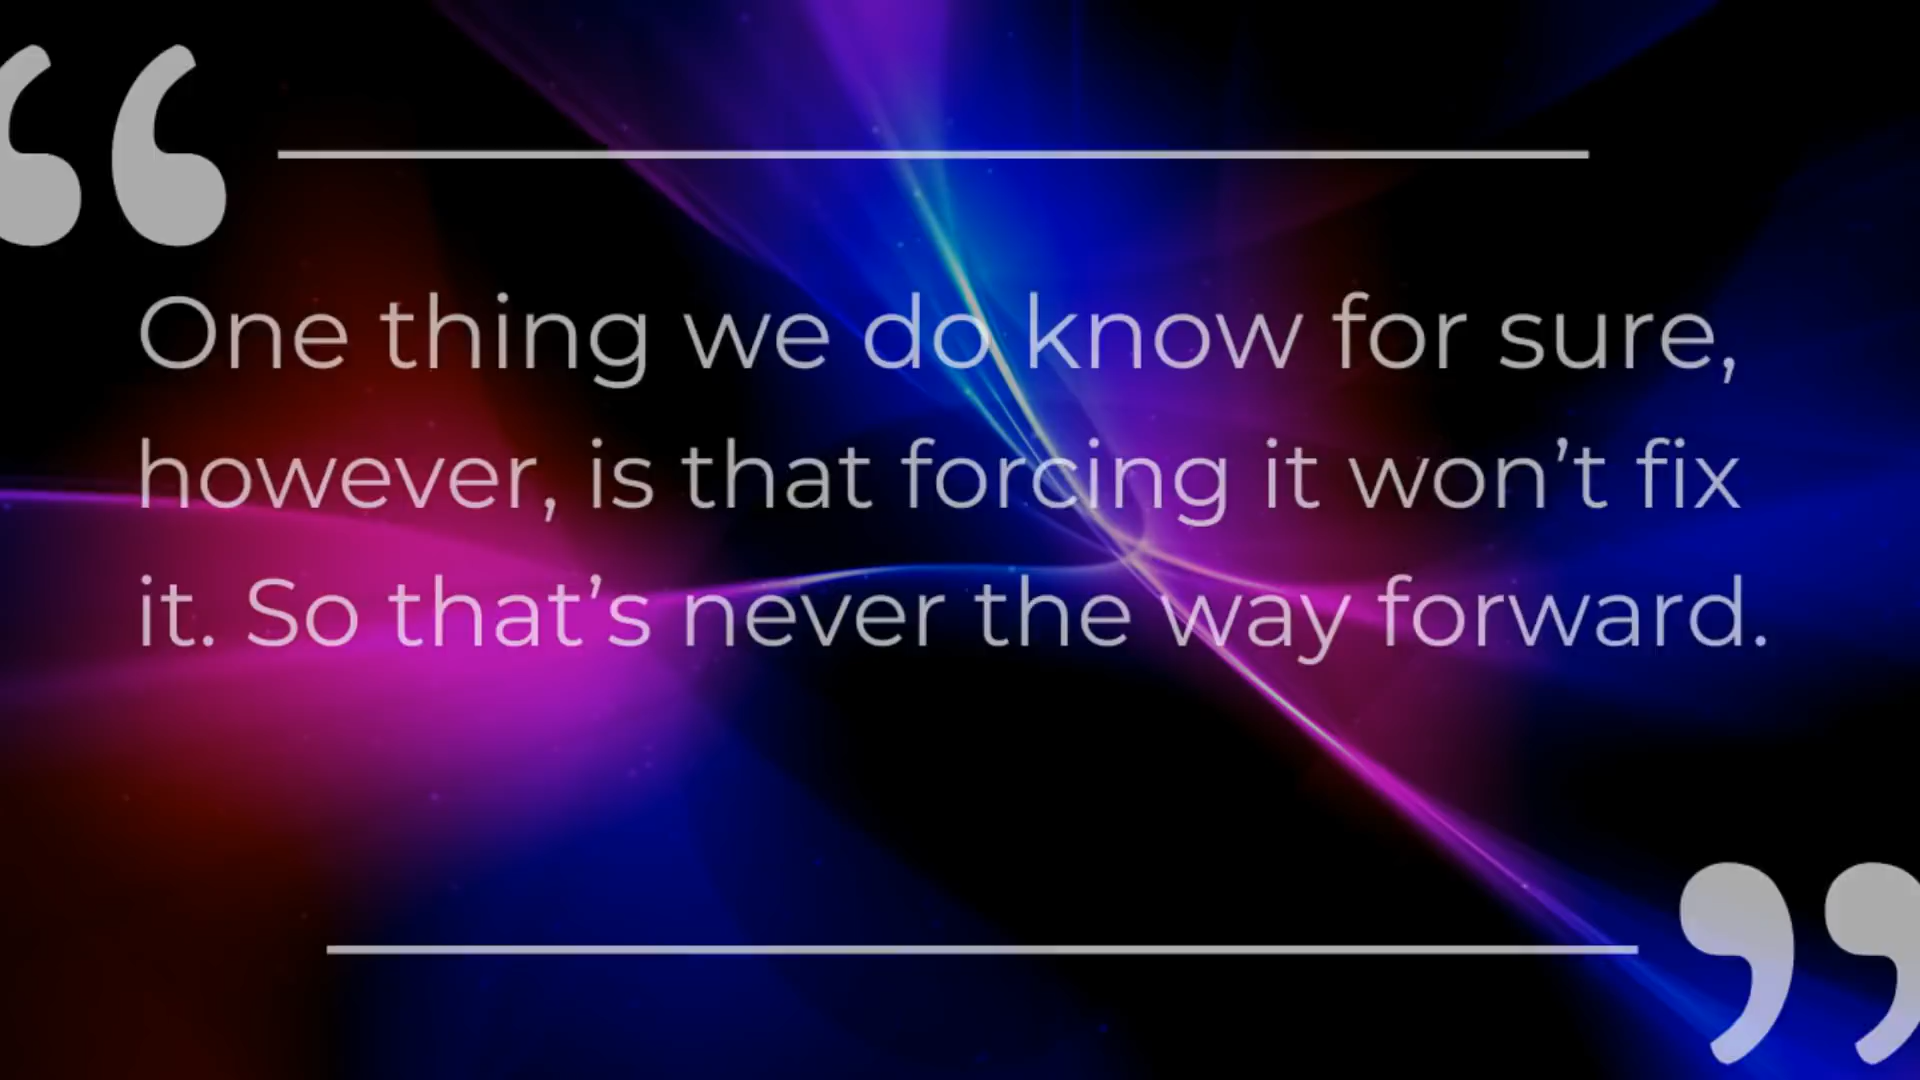 “
One thing we do know for sure,
however, is that forcing it won’t fix
it. So that’s never the way forward.
”